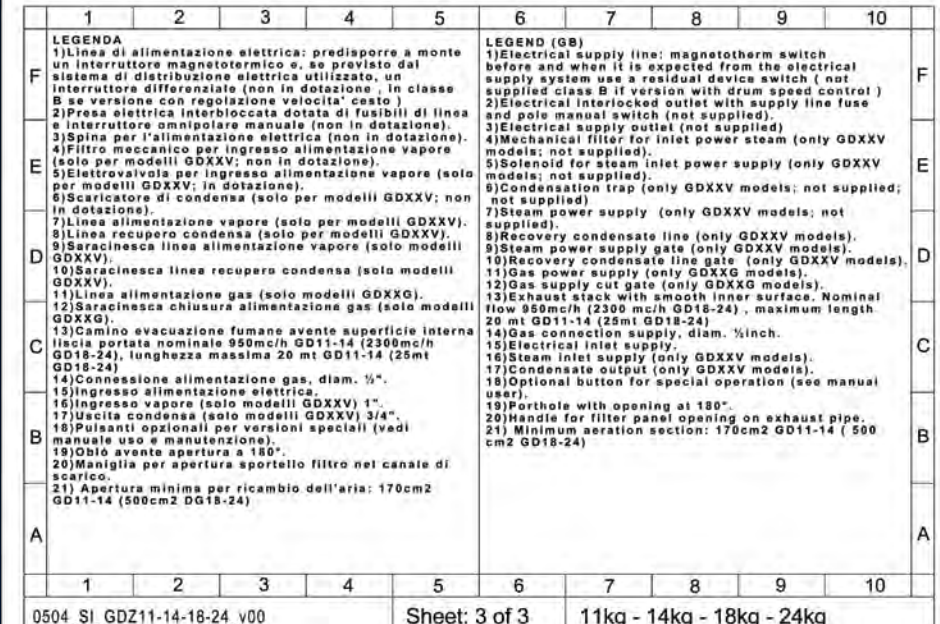 1 2 3 4 5 6 7 8 9 10
F
E
D
C
B
A
LEGENDA
1)Linea di alimentazione elettrica: predisporre a monte
un interruttore magnetotermico e, se previsto dal
sistema di distribuzione elettrica utilizzato, un
interruttore differenziale (non in dotazione , in classe
B se versione con regolazione velocita' cesto )
2)Presa elettrica interbloccata dotata di fusibili di linea
e interruttore omnipolare manuale (non in dotazione).
3)Spina per l'alimentazione elettrica (non in dotazione).
4)Filtro meccanico per ingresso alimentazione vapore
(solo per modelli GDXXV; non in dotazione).
5)Elettrovalvola per ingresso alimentazione vapore (solo
per modelli GDXXV; in dotazione).
6)Scaricatore di condensa (solo per modelli GDXXV; non
in dotazione).
7)Linea alimentazione vapore (solo per modelli GDXXV).
8)Linea recupero condensa (solo per modelli GDXXV).
9)Saracinesca linea alimentazione vapore (solo modelli
GDXXV).
10)Saracinesca linea recupero condensa (solo modelli
GDXXV).
11)Linea alimentazione gas (solo modelli GDXXG).
12)Saracinesca chiusura alimentazione gas (solo modelli
GDXXG).
13)Camino evacuazione fumane avente superficie interna
liscia portata nominale 950mc/h GD11-14 (2300mc/h
GD18-24), lunghezza massima 20 mt GD11-14 (25mt
GD18-24)
14)Connessione alimentazione gas, diam. ½".
15)Ingresso alimentazione elettrica.
16)Ingresso vapore (solo modelli GDXXV) 1".
17)Uscita condensa (solo modelli GDXXV) 3/4".
18)Pulsanti opzionali per versioni speciali (vedi
manuale uso e manutenzione).
19)Oblò avente apertura a 180°.
20)Maniglia per apertura sportello filtro nel canale di
scarico.
21) Apertura minima per ricambio dell'aria: 170cm2
GD11-14 (500cm2 DG18-24)
LEGEND (GB)
1)Electrical supply line: magnetotherm switch
before and when it is expected from the electrical
supply system use a residual device switch ( not
supplied class B if version with drum speed control )
2)Electrical interlocked outlet with supply line fuse
and pole manual switch (not supplied).
3)Electrical supply outlet (not supplied)
4)Mechanical filter for inlet power steam (only GDXXV
models; not supplied).
5)Solenoid for steam inlet power supply (only GDXXV
models; not supplied).
6)Condensation trap (only GDXXV models; not supplied;
not supplied)
7)Steam power supply (only GDXXV models; not
supplied).
8)Recovery condensate line (only GDXXV models).
9)Steam power supply gate (only GDXXV models).
10)Recovery condensate line gate (only GDXXV models).
11)Gas power supply (only GDXXG models).
12)Gas supply cut gate (only GDXXG models).
13)Exhaust stack with smooth inner surface. Nominal
flow 950mc/h (2300 mc/h GD18-24) , maximum length
20 mt GD11-14 (25mt GD18-24)
14)Gas connection supply, diam. ½inch.
15)Electrical inlet supply.
16)Steam inlet supply (only GDXXV models).
17)Condensate output (only GDXXV models).
18)Optional button for special operation (see manual
user).
19)Porthole with opening at 180°.
20)Handle for filter panel opening on exhaust pipe.
21) Minimum aeration section: 170cm2 GD11-14 ( 500
cm2 GD18-24)
F
E
D
C
B
A
1 2 3 4 5 6 7 8 9 10
0504_SI_GDZ11-14-18-24_v00 Sheet: 3 of 3 11kg - 14kg - 18kg - 24kg